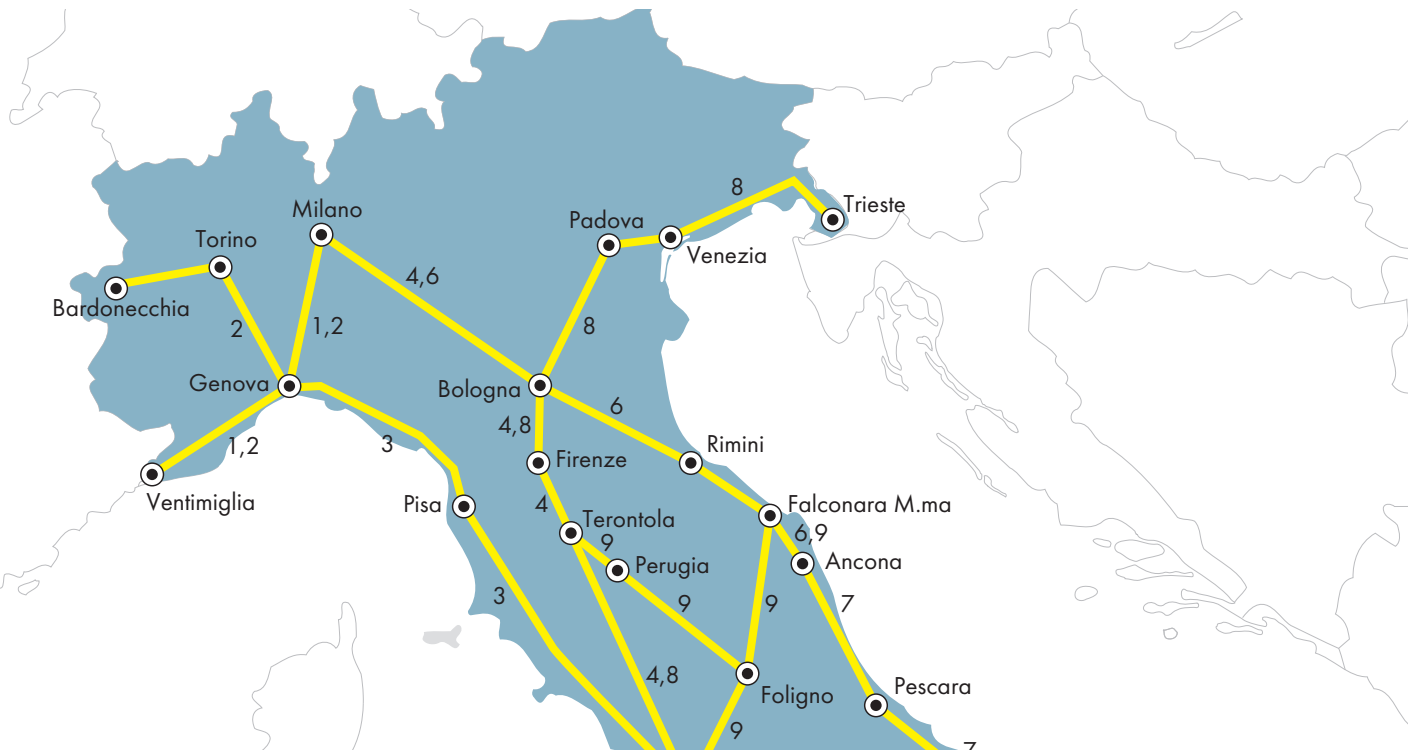 8
Trieste
Milano
Padova
Torino
Venezia
4,6
Bardonecchia
2
1,2
8
Genova
Bologna
6
4,8
1,2
3
Rimini
Firenze
Ventimiglia
Pisa
4
Falconara M.ma
Terontola
6,9
9
Perugia
Ancona
3
9
9
7
4,8
Foligno
Pescara
9
7